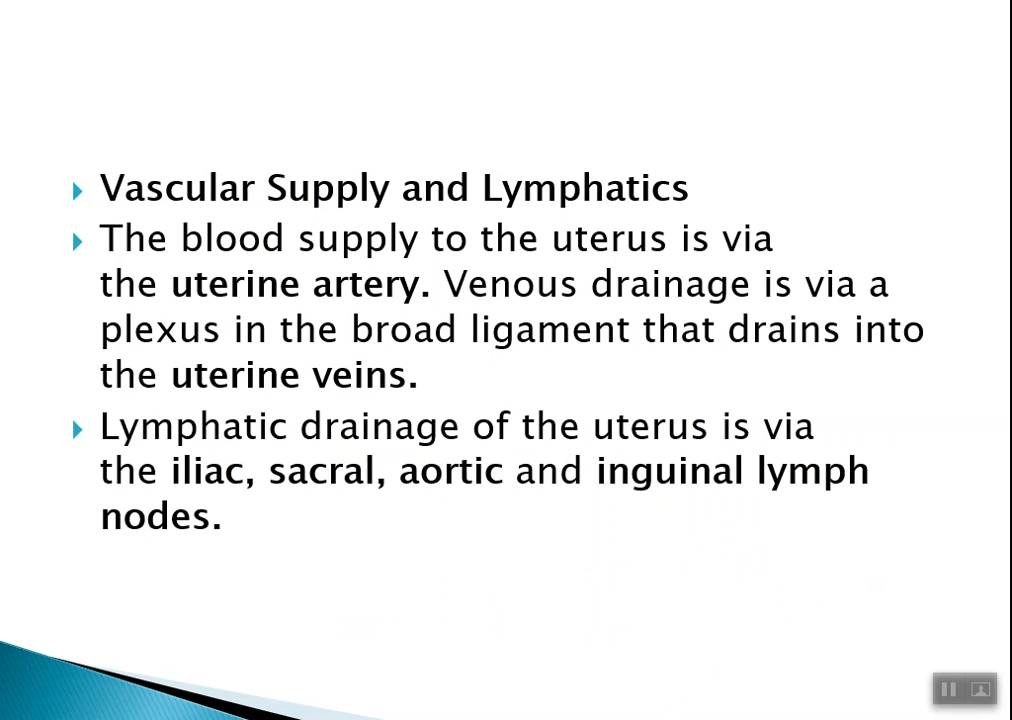 Vascular Supply and Lymphatics
The blood supply to the uterus is via
the uterine artery. Venous drainage is via a
plexus in the broad ligament that drains into
the uterine veins.
Lymphatic drainage of the uterus is via
the iliac, sacral, aortic and inguinal lymph
nodes.